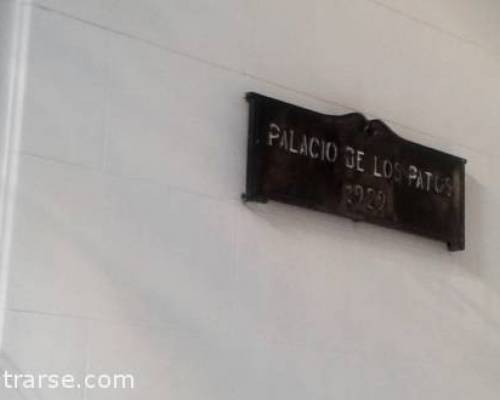 PALACIO DE LOS PATOS
1929
trarse.com